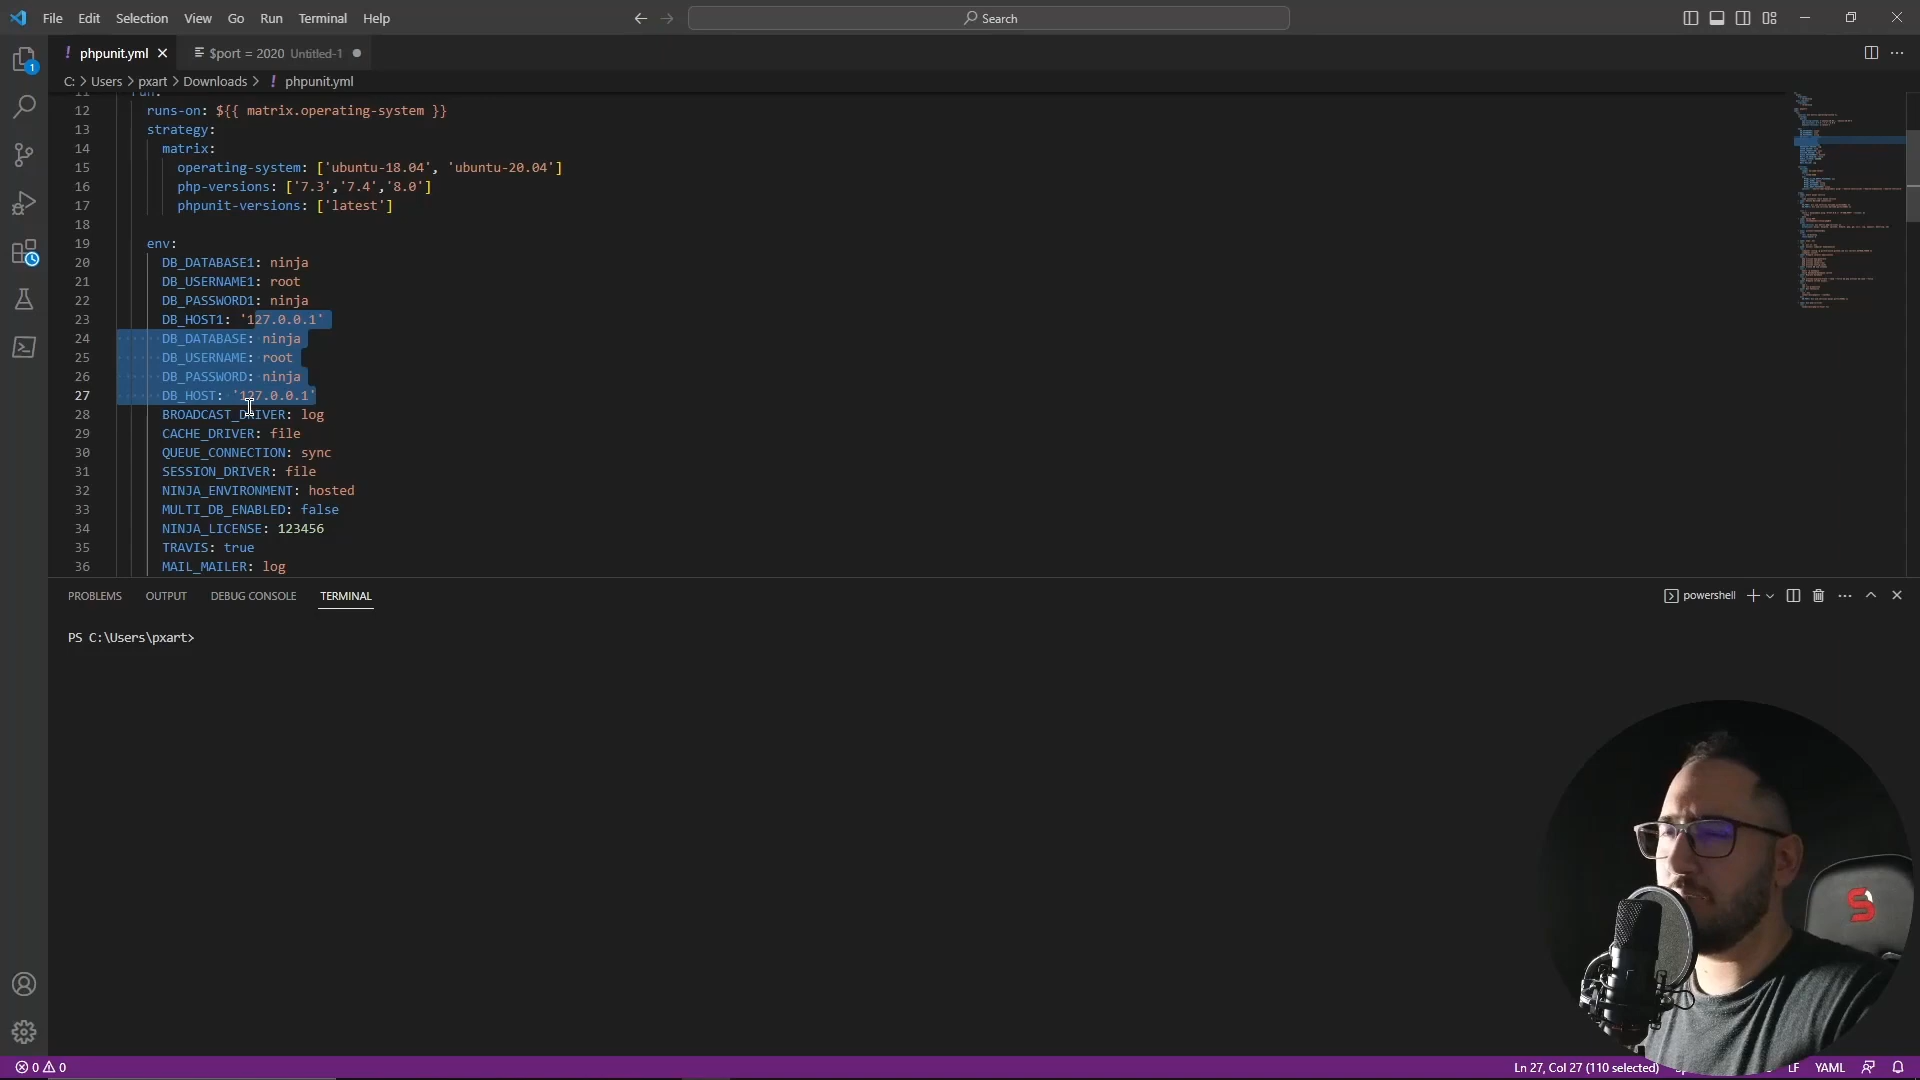 File Edit Selection View Go Run Terminal Help
Search
! phpunit.yml
$port = 2020 Untitled-1
1
C: > Users > pxart > Downloads > ! phpunit.yml
12 runs-on: ${{ matrix.operating-system }}
13 strategy:
14 matrix:
15 operating-system: ['ubuntu-18.04', 'ubuntu-20.04']
16 php-versions: ['7.3','7.4','8.0']
17 phpunit-versions: ['latest']
18
19 env:
20 DB_DATABASE1: ninja
21 DB_USERNAME1: root
22 DB_PASSWORD1: ninja
23 DB_HOST1: '127.0.0.1'
24 DB_DATABASE: ninja
25 DB_USERNAME: root
26 DB_PASSWORD: ninja
27 DB_HOST: '127.0.0.1'
28 BROADCAST_DRIVER: log
29 CACHE_DRIVER: file
30 QUEUE_CONNECTION: sync
31 SESSION_DRIVER: file
32 NINJA_ENVIRONMENT: hosted
33 MULTI_DB_ENABLED: false
34 NINJA_LICENSE: 123456
35 TRAVIS: true
36 MAIL_MAILER: log
PROBLEMS OUTPUT DEBUG CONSOLE TERMINAL
powershell
PS C:\Users\pxart>
0 0
Ln 27, Col 27 (110 selected)
LF YAML